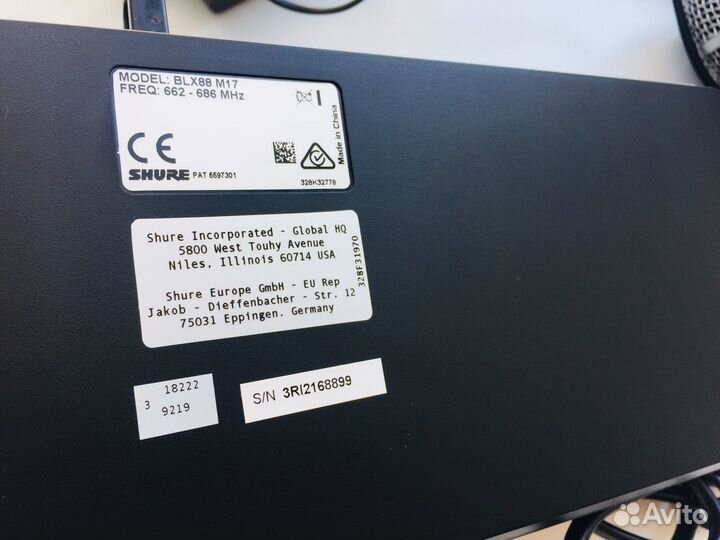 MODEL: BLX88 M17
FREQ: 662 - 686 MHz
CE
SHURE PAT 6597301
328K32778
Made in China
Shure Incorporated - Global HQ
5800 West Touhy Avenue
Niles, Illinois 60714 USA
Shure Europe GmbH - EU Rep
Jakob - Dieffenbacher - Str. 12
75031 Eppingen. Germany
328F31970
18222
3
9219
S/N 3RI2168899
Avito